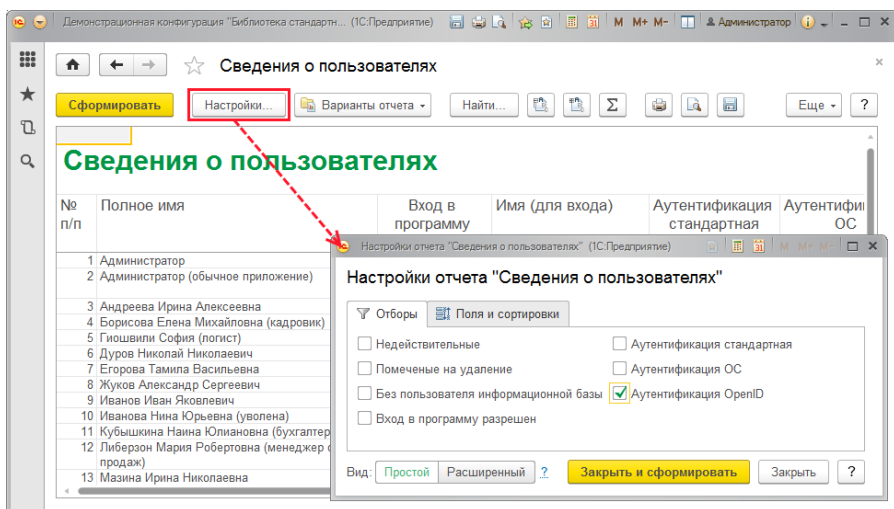 Демонстрационная конфигурация "Библиотека стандартн... (1С:Предприятие) M M+ M- Администратор
Сведения о пользователях
Сформировать Настройки... Варианты отчета Найти... Σ Еще ?
Сведения о пользователях
№ п/п Полное имя Вход в программу Имя (для входа) Аутентификация стандартная Аутентифи ОС
1 Администратор
2 Администратор (обычное приложение)
3 Андреева Ирина Алексеевна
4 Борисова Елена Михайловна (кадровик)
5 Гиошвили София (логист)
6 Дуров Николай Николаевич
7 Егорова Тамила Васильевна
8 Жуков Александр Сергеевич
9 Иванов Иван Яковлевич
10 Иванова Нина Юрьевна (уволена)
11 Кубышкина Наина Юлиановна (бухгалтер
12 Либерзон Мария Робертовна (менеджер
продаж)
13 Мазина Ирина Николаевна
Настройки отчета "Сведения о пользователях" (1С:Предприятие) M M+ M-
Настройки отчета "Сведения о пользователях"
Отборы Поля и сортировки
Недействительные Аутентификация стандартная
Помеченые на удаление Аутентификация ОС
Без пользователя информационной базы Аутентификация OpenID
Вход в программу разрешен
Вид: Простой Расширенный ? Закрыть и сформировать Закрыть ?